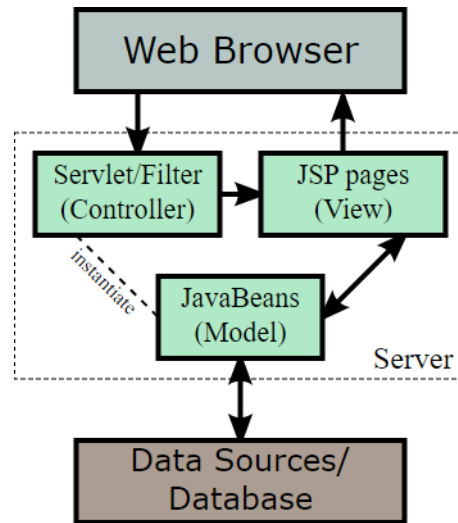 Web Browser
Servlet/Filter
(Controller)
JSP pages
(View)
instantiate
JavaBeans
(Model)
Server
Data Sources/
Database